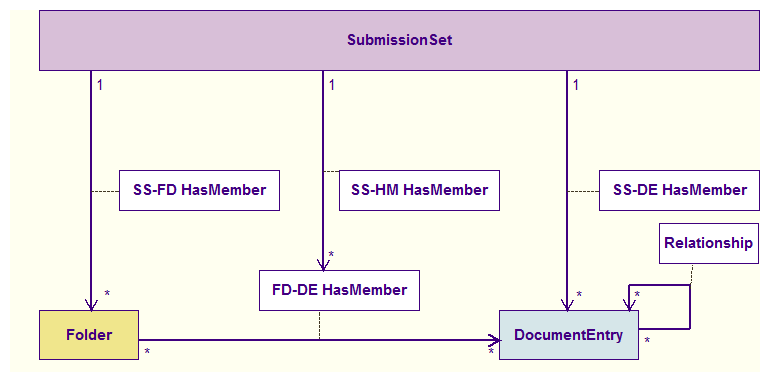 SubmissionSet
1
1
1
SS-FD HasMember
SS-HM HasMember
SS-DE HasMember
Relationship
*
FD-DE HasMember
*
*
*
Folder
DocumentEntry
*
*
*